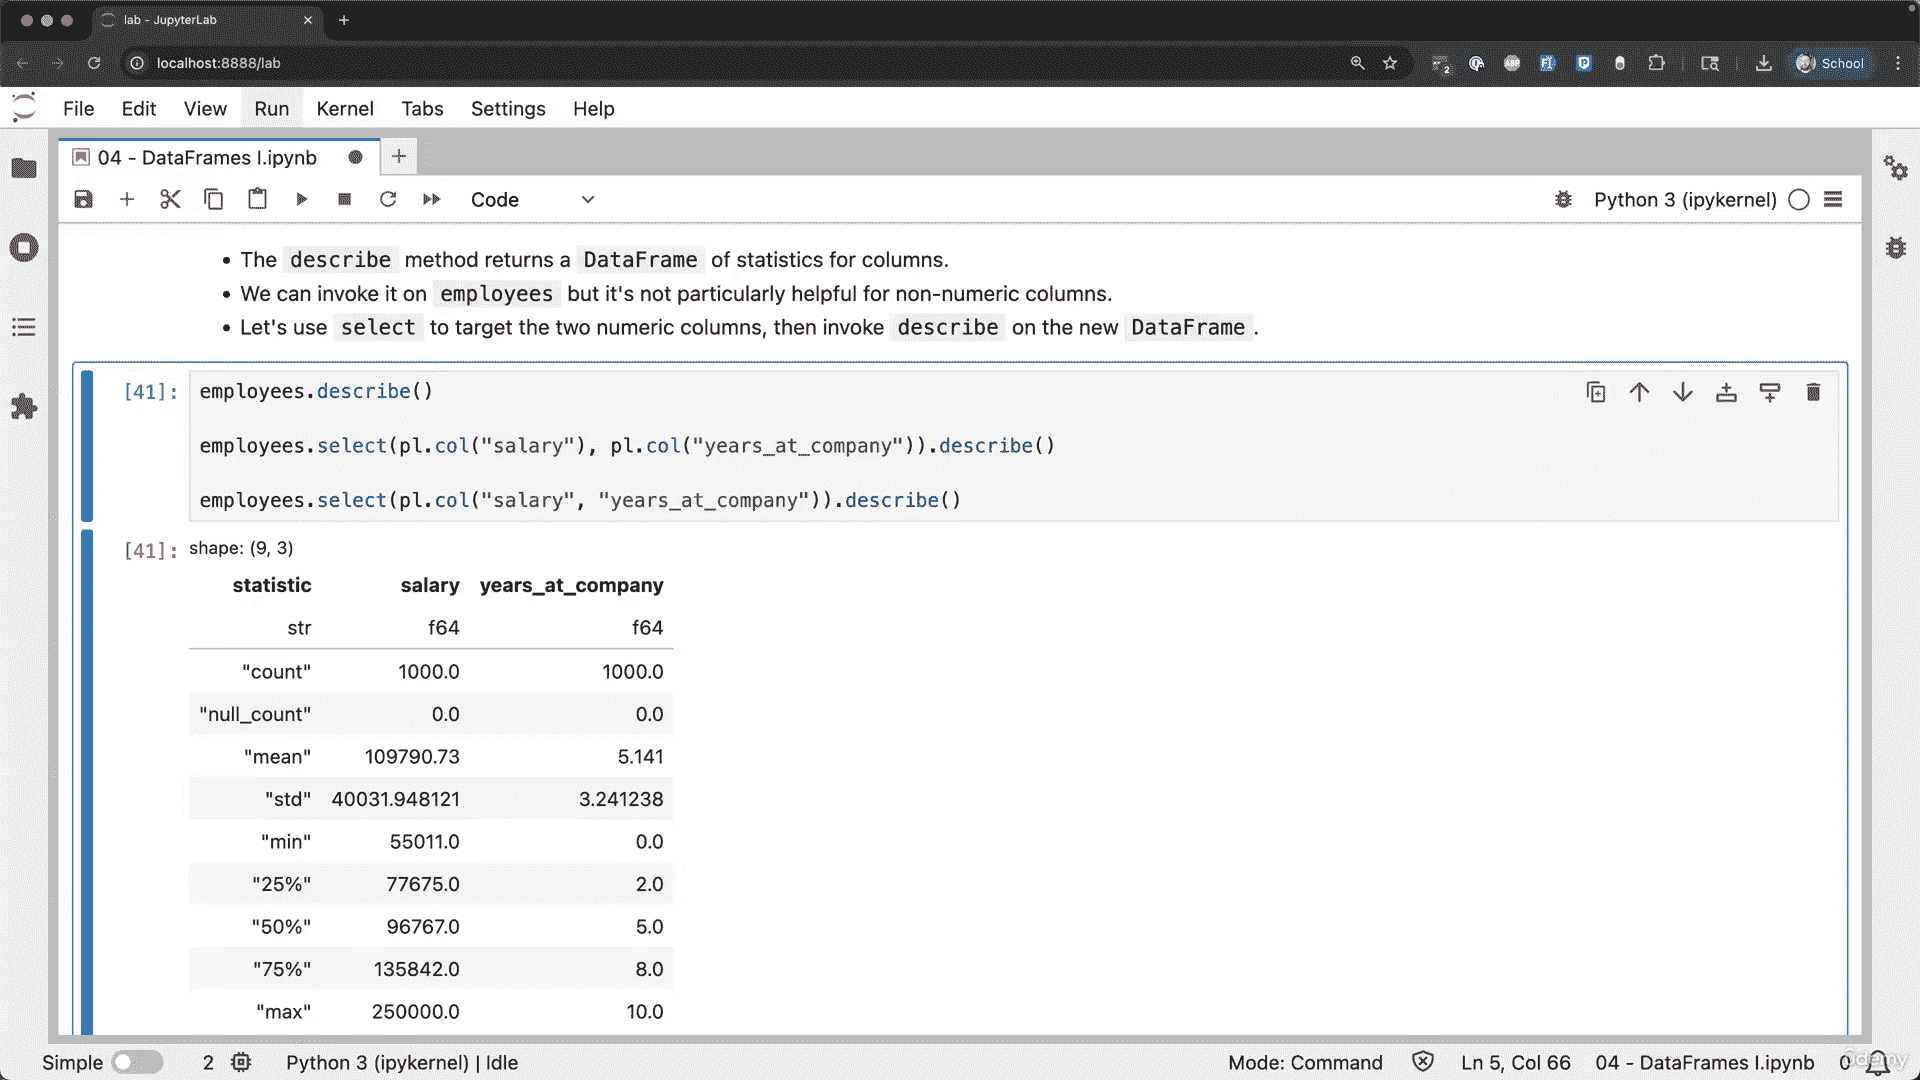 lab - JupyterLab
localhost:8888/lab
2
School
File Edit View Run Kernel Tabs Settings Help
04 - DataFrames I.ipynb
Code
Python 3 (ipykernel)
• The describe method returns a DataFrame of statistics for columns.
• We can invoke it on employees but it's not particularly helpful for non-numeric columns.
• Let's use select to target the two numeric columns, then invoke describe on the new DataFrame.
[41]: employees.describe()
employees.select(pl.col("salary"), pl.col("years_at_company")).describe()
employees.select(pl.col("salary", "years_at_company")).describe()
[41]: shape: (9, 3)
statistic salary years_at_company
str f64 f64
"count" 1000.0 1000.0
"null_count" 0.0 0.0
"mean" 109790.73 5.141
"std" 40031.948121 3.241238
"min" 55011.0 0.0
"25%" 77675.0 2.0
"50%" 96767.0 5.0
"75%" 135842.0 8.0
"max" 250000.0 10.0
Simple 2 Python 3 (ipykernel) | Idle Mode: Command Ln 5, Col 66 04 - DataFrames I.ipynb 0
Udemy